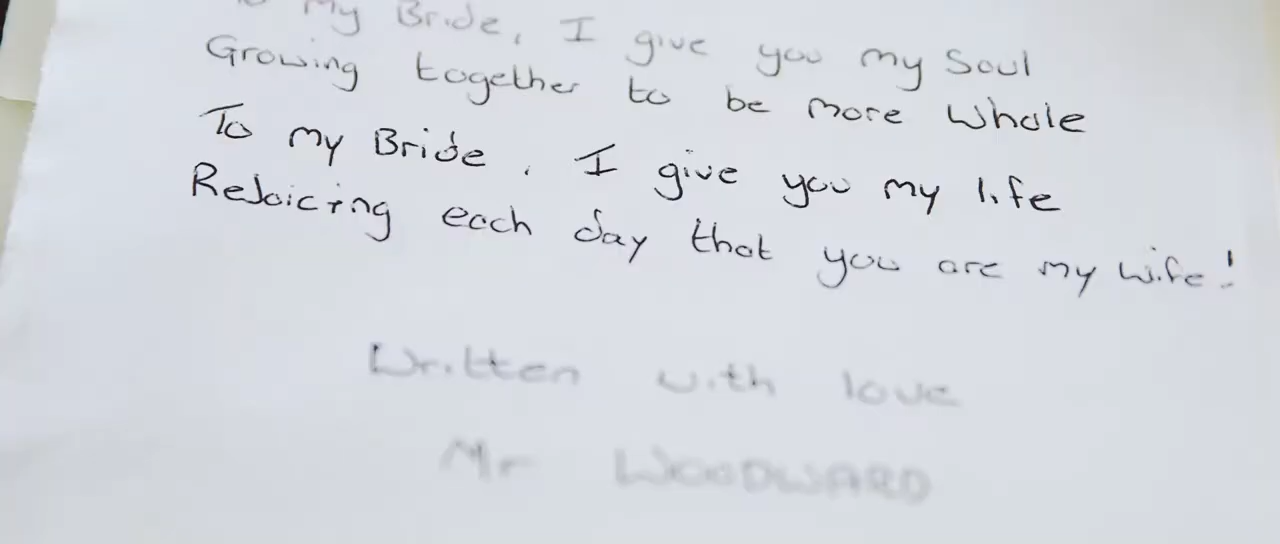 To My Bride, I give you my Soul
Growing together to be more Whole
To my Bride, I give you my life
Rejoicing each day that you are my wife!
Written with love
Mr WOODWARD